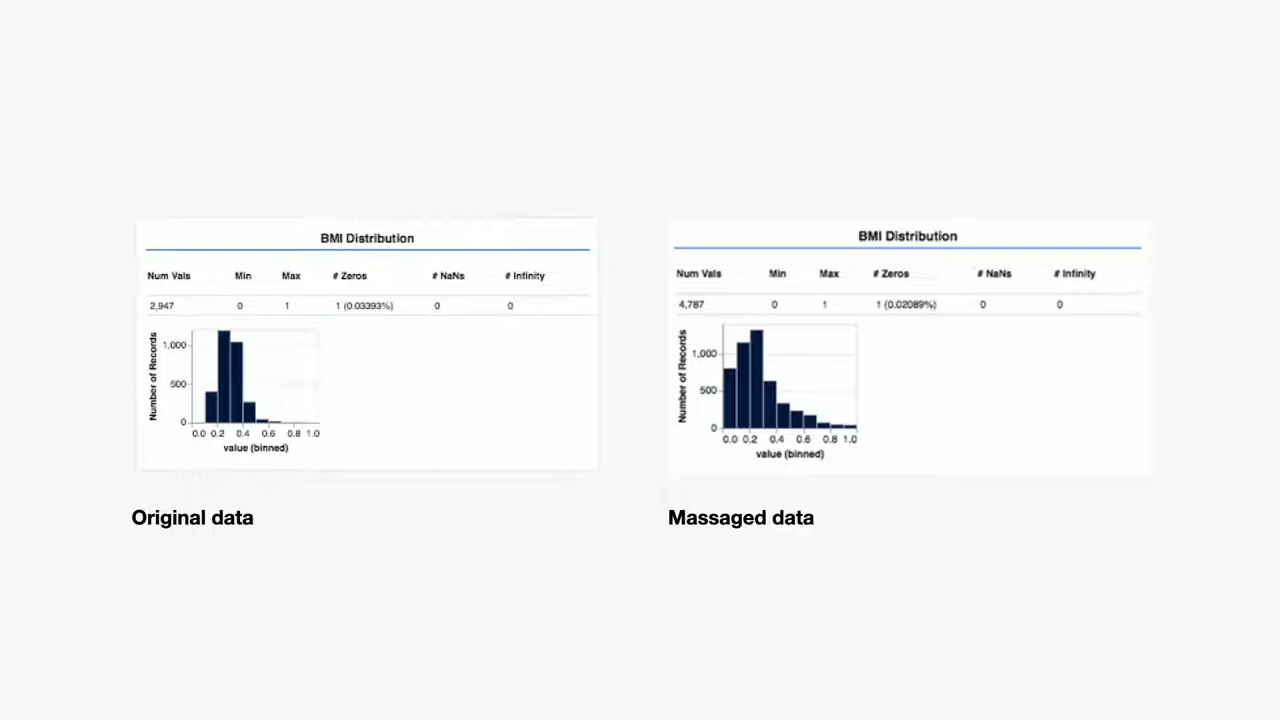 BMI Distribution
Num Vals Min Max # Zeros # NaNs # Infinity
2,947 0 1 1 (0.03393%) 0 0
Number of Records
1,000
500
0
0.0 0.2 0.4 0.6 0.8 1.0
value (binned)
Original data
BMI Distribution
Num Vals Min Max # Zeros # NaNs # Infinity
4,787 0 1 1 (0.02089%) 0 0
Number of Records
1,000
500
0
0.0 0.2 0.4 0.6 0.8 1.0
value (binned)
Massaged data